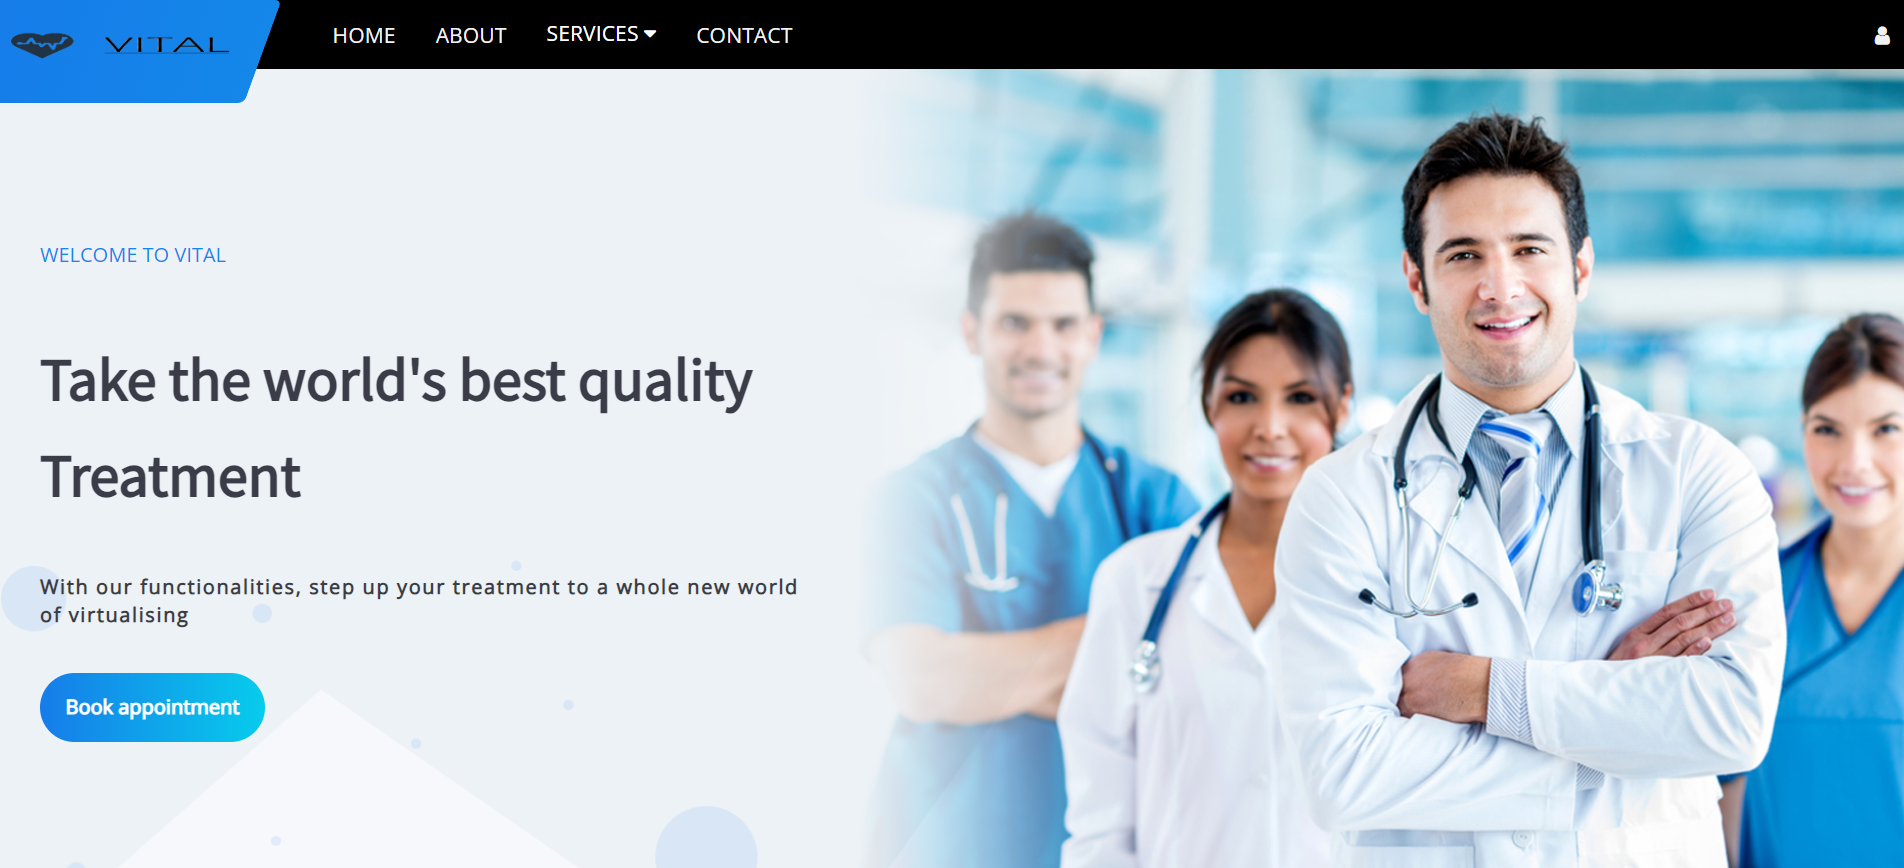 VITAL
HOME ABOUT SERVICES CONTACT
WELCOME TO VITAL
Take the world's best quality
Treatment
With our functionalities, step up your treatment to a whole new world
of virtualising
Book appointment